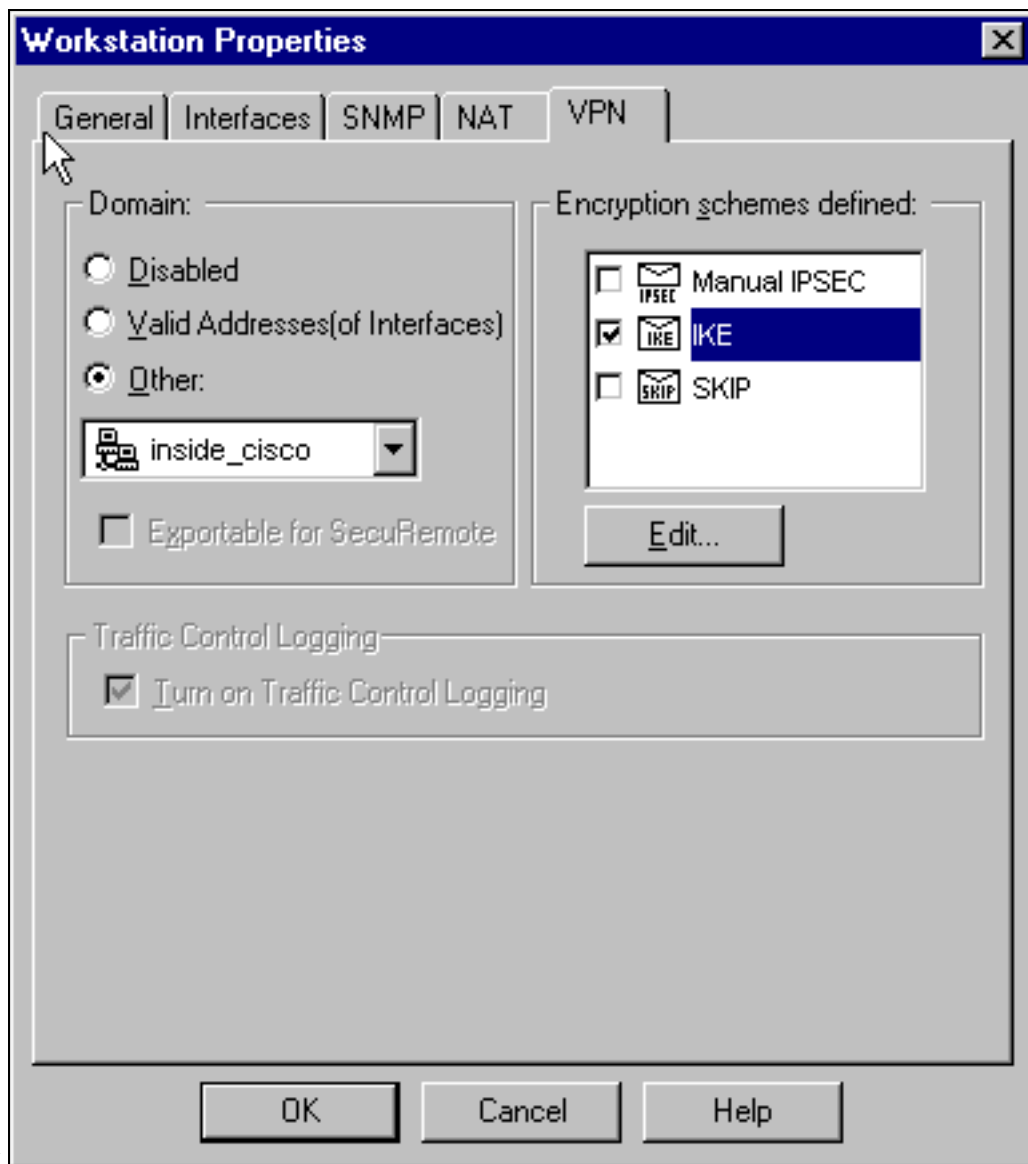 Workstation Properties
General Interfaces SNMP NAT VPN
Domain:
Disabled
Valid Addresses(of Interfaces)
Other:
inside_cisco
Exportable for SecuRemote
Encryption schemes defined:
IPSEC Manual IPSEC
IKE IKE
SKIP SKIP
Edit...
Traffic Control Logging
Turn on Traffic Control Logging
OK Cancel Help